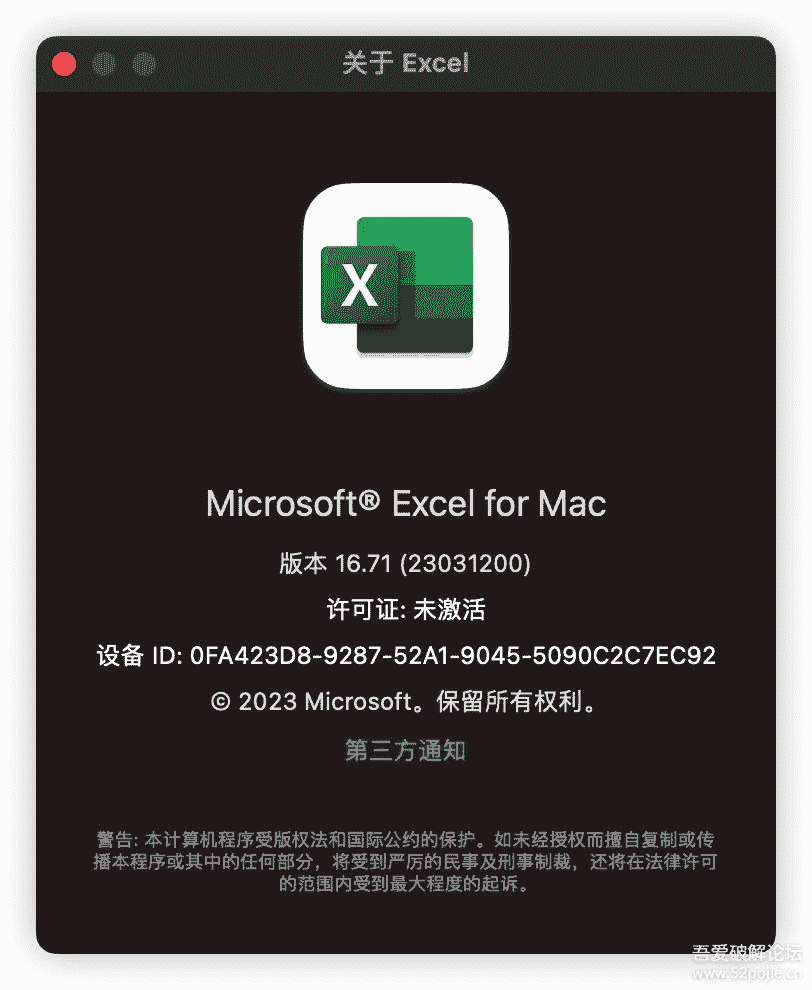 关于 Excel
X
Microsoft® Excel for Mac
版本 16.71 (23031200)
许可证: 未激活
设备 ID: 0FA423D8-9287-52A1-9045-5090C2C7EC92
© 2023 Microsoft。保留所有权利。
第三方通知
警告: 本计算机程序受版权法和国际公约的保护。如未经授权而擅自复制或传
播本程序或其中的任何部分，将受到严厉的民事及刑事制裁，还将在法律许可
的范围内受到最大程度的起诉。
吾爱破解论坛
www.52pojie.cn